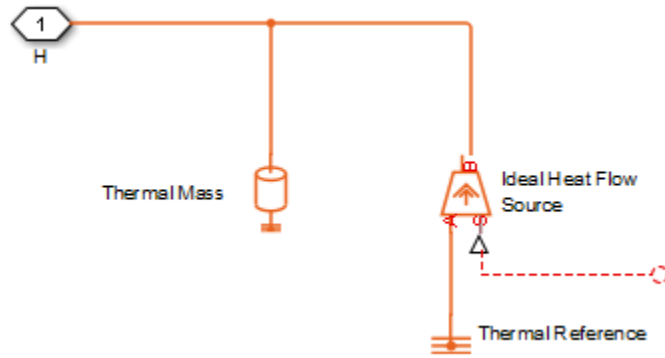 1
H
B
Thermal Mass
Ideal Heat Flow
Source
A
S
Thermal Reference